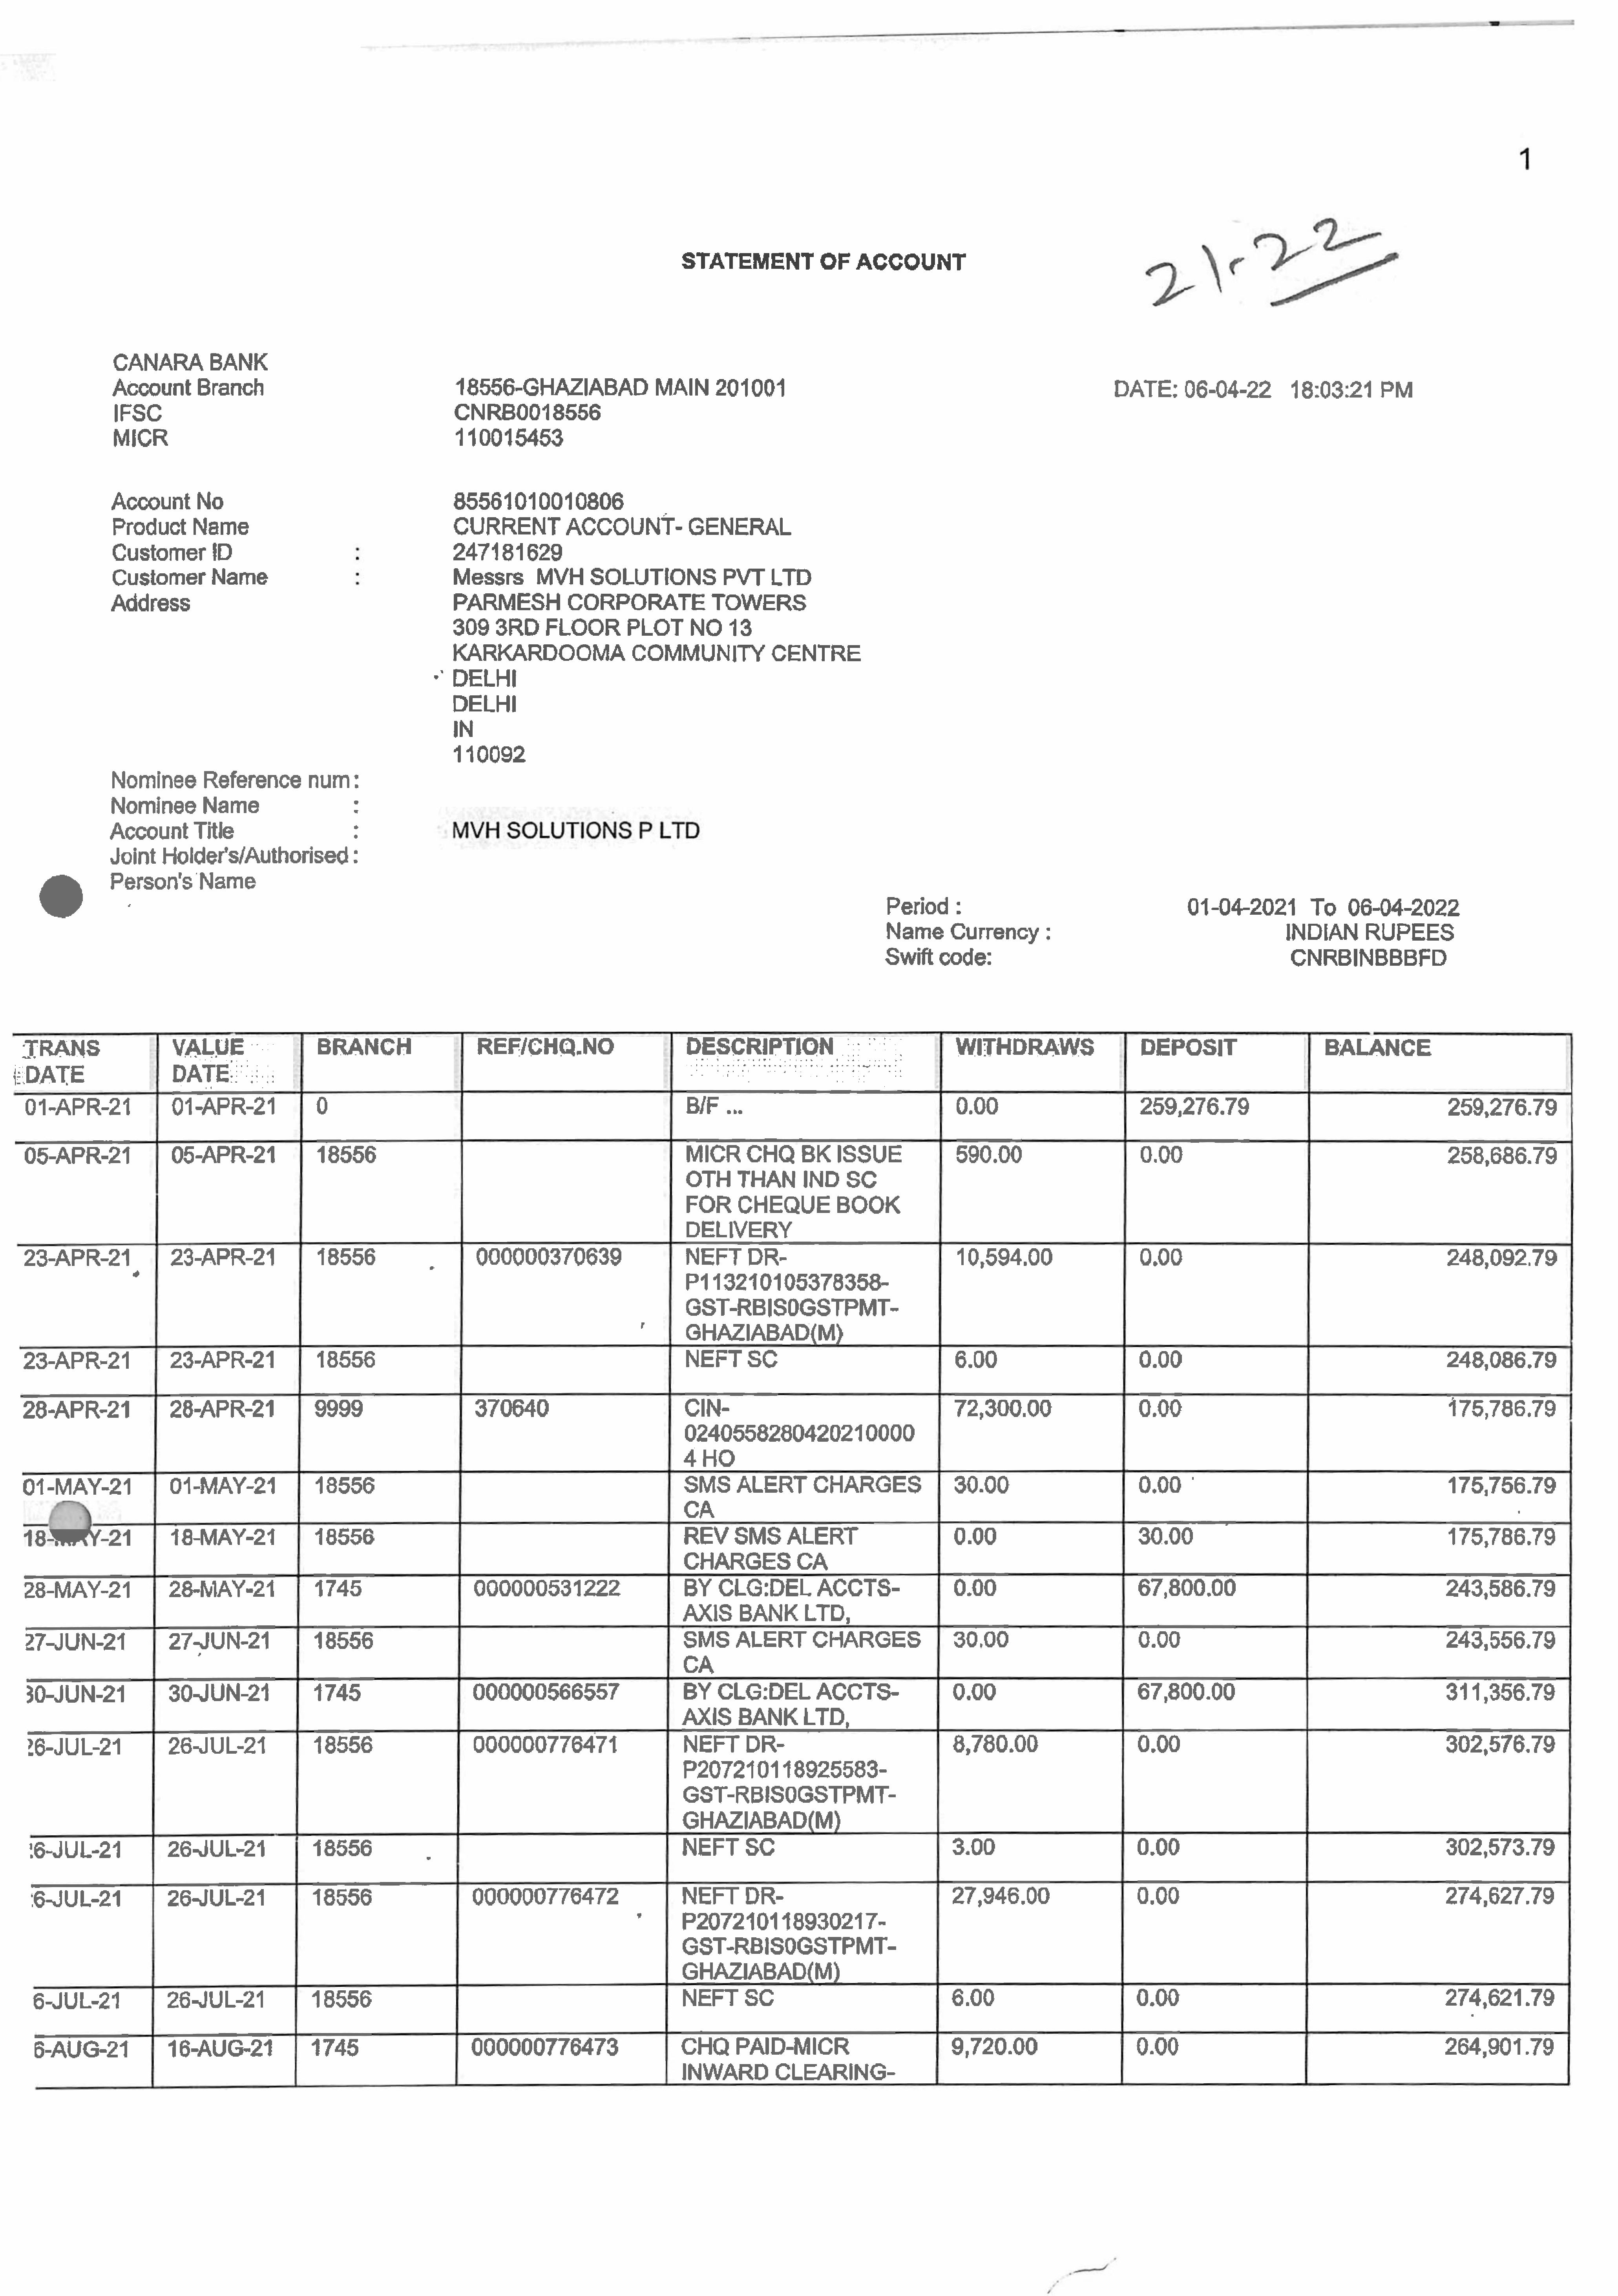 1
STATEMENT OF ACCOUNT
21-22
CANARA BANK
Account Branch 18556-GHAZIABAD MAIN 201001 DATE: 06-04-22 18:03:21 PM
IFSC CNRB0018556
MICR 110015453
Account No 85561010010806
Product Name CURRENT ACCOUNT- GENERAL
Customer ID : 247181629
Customer Name : Messrs MVH SOLUTIONS PVT LTD
Address PARMESH CORPORATE TOWERS
309 3RD FLOOR PLOT NO 13
KARKARDOOMA COMMUNITY CENTRE
DELHI
DELHI
IN
110092
Nominee Reference num:
Nominee Name :
Account Title : MVH SOLUTIONS P LTD
Joint Holder's/Authorised :
Person's Name
Period : 01-04-2021 To 06-04-2022
Name Currency : INDIAN RUPEES
Swift code: CNRBINBBBFD
TRANS VALUE BRANCH REF/CHQ.NO DESCRIPTION WITHDRAWS DEPOSIT BALANCE
DATE DATE
01-APR-21 01-APR-21 0 B/F ... 0.00 259,276.79 259,276.79
05-APR-21 05-APR-21 18556 MICR CHQ BK ISSUE 590.00 0.00 258,686.79
OTH THAN IND SC
FOR CHEQUE BOOK
DELIVERY
23-APR-21 23-APR-21 18556 000000370639 NEFT DR- 10,594.00 0.00 248,092.79
P113210105378358-
GST-RBIS0GSTPMT-
GHAZIABAD(M)
23-APR-21 23-APR-21 18556 NEFT SC 6.00 0.00 248,086.79
28-APR-21 28-APR-21 9999 370640 CIN- 72,300.00 0.00 175,786.79
0240558280420210000
4 HO
01-MAY-21 01-MAY-21 18556 SMS ALERT CHARGES 30.00 0.00 175,756.79
CA
18-MAY-21 18-MAY-21 18556 REV SMS ALERT 0.00 30.00 175,786.79
CHARGES CA
28-MAY-21 28-MAY-21 1745 000000531222 BY CLG:DEL ACCTS- 0.00 67,800.00 243,586.79
AXIS BANK LTD,
27-JUN-21 27-JUN-21 18556 SMS ALERT CHARGES 30.00 0.00 243,556.79
CA
30-JUN-21 30-JUN-21 1745 000000566557 BY CLG:DEL ACCTS- 0.00 67,800.00 311,356.79
AXIS BANK LTD,
26-JUL-21 26-JUL-21 18556 000000776471 NEFT DR- 8,780.00 0.00 302,576.79
P207210118925583-
GST-RBIS0GSTPMT-
GHAZIABAD(M)
6-JUL-21 26-JUL-21 18556 NEFT SC 3.00 0.00 302,573.79
6-JUL-21 26-JUL-21 18556 000000776472 NEFT DR- 27,946.00 0.00 274,627.79
P207210118930217-
GST-RBIS0GSTPMT-
GHAZIABAD(M)
6-JUL-21 26-JUL-21 18556 NEFT SC 6.00 0.00 274,621.79
6-AUG-21 16-AUG-21 1745 000000776473 CHQ PAID-MICR 9,720.00 0.00 264,901.79
INWARD CLEARING-